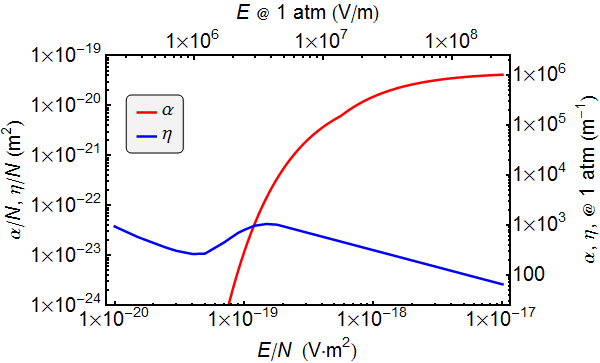 E @ 1 atm (V/m)
1×10⁶ 1×10⁷ 1×10⁸
1×10⁻¹⁹
1×10⁻²⁰
1×10⁻²¹
1×10⁻²²
1×10⁻²³
1×10⁻²⁴
α/N, η/N (m²)
α
η
1×10⁶
1×10⁵
1×10⁴
1×10³
100
α, η, @ 1 atm (m⁻¹)
1×10⁻²⁰ 1×10⁻¹⁹ 1×10⁻¹⁸ 1×10⁻¹⁷
E/N (V·m²)